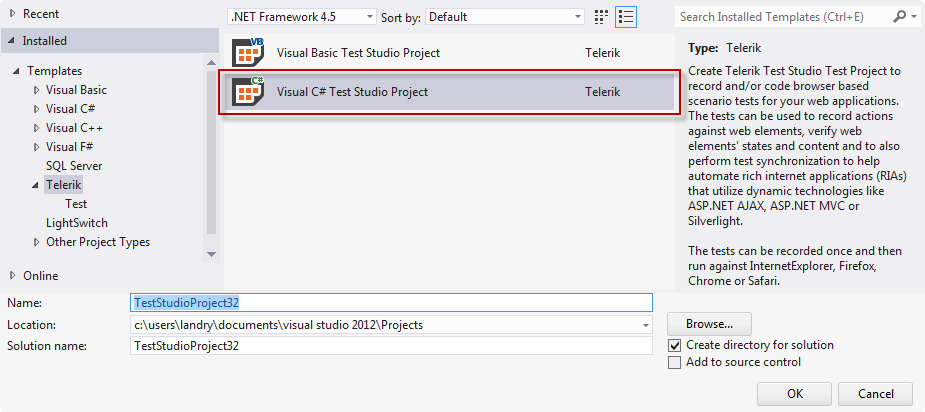 Recent
Installed
Templates
Visual Basic
Visual C#
Visual C++
Visual F#
SQL Server
Telerik
Test
LightSwitch
Other Project Types
Online
.NET Framework 4.5
Sort by:
Default
Search Installed Templates (Ctrl+E)
VB
Visual Basic Test Studio Project
Telerik
C#
Visual C# Test Studio Project
Telerik
Type: Telerik
Create Telerik Test Studio Test Project to
record and/or code browser based
scenario tests for your web applications.
The tests can be used to record actions
against web elements, verify web
elements' states and content and to also
perform test synchronization to help
automate rich internet applications (RIAs)
that utilize dynamic technologies like
ASP.NET AJAX, ASP.NET MVC or
Silverlight.
The tests can be recorded once and then
run against InternetExplorer, Firefox,
Chrome or Safari.
Name:
TestStudioProject32
Location:
c:\users\landry\documents\visual studio 2012\Projects
Browse...
Solution name:
TestStudioProject32
Create directory for solution
Add to source control
OK
Cancel